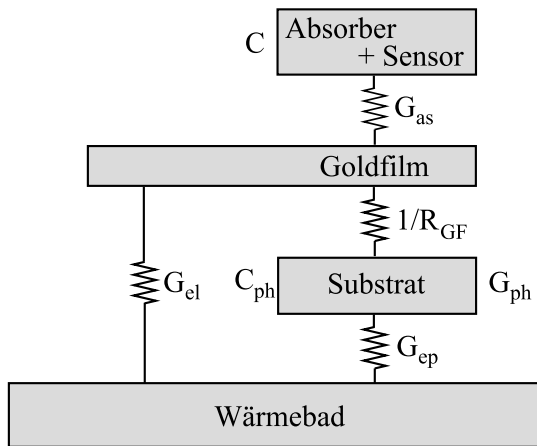 Absorber
C
+ Sensor
G_as
Goldfilm
1/R_GF
G_el
C_ph
Substrat
G_ph
G_ep
Wärmebad